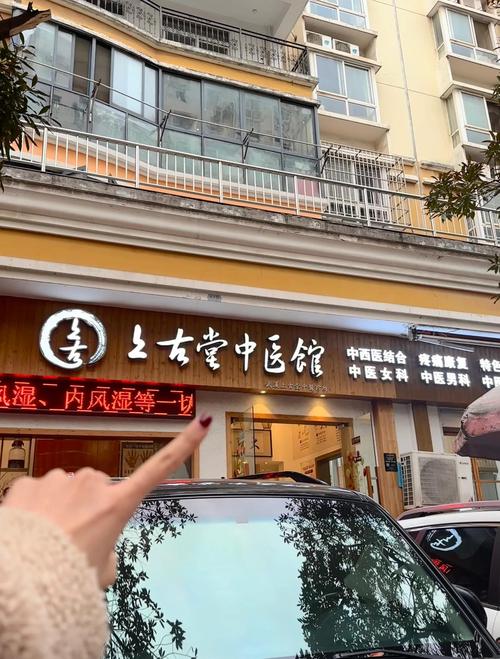 上古堂中医馆
中西医结合 疼痛康复 特色
中医女科 中医男科 中
风湿、内风湿等一切